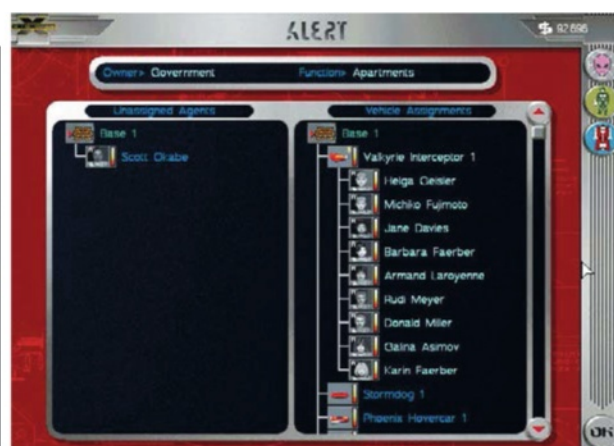 ALERT
$ 92696
Owner> Government Function> Apartments
Unassigned Agents
Base 1
Scott Okabe
Vehicle Assignments
Base 1
Valkyrie Interceptor 1
Helga Geisler
Michiko Fujimoto
Jane Davies
Barbara Faerber
Armand Laroyenne
Rudi Meyer
Donald Miller
Galina Asimov
Karin Faerber
Stormdog 1
Phoenix Hovercar 1
OK